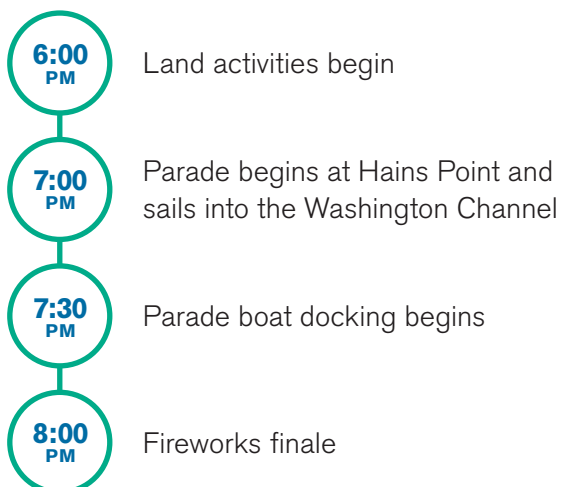 6:00
PM
Land activities begin
7:00
PM
Parade begins at Hains Point and
sails into the Washington Channel
7:30
PM
Parade boat docking begins
8:00
PM
Fireworks finale